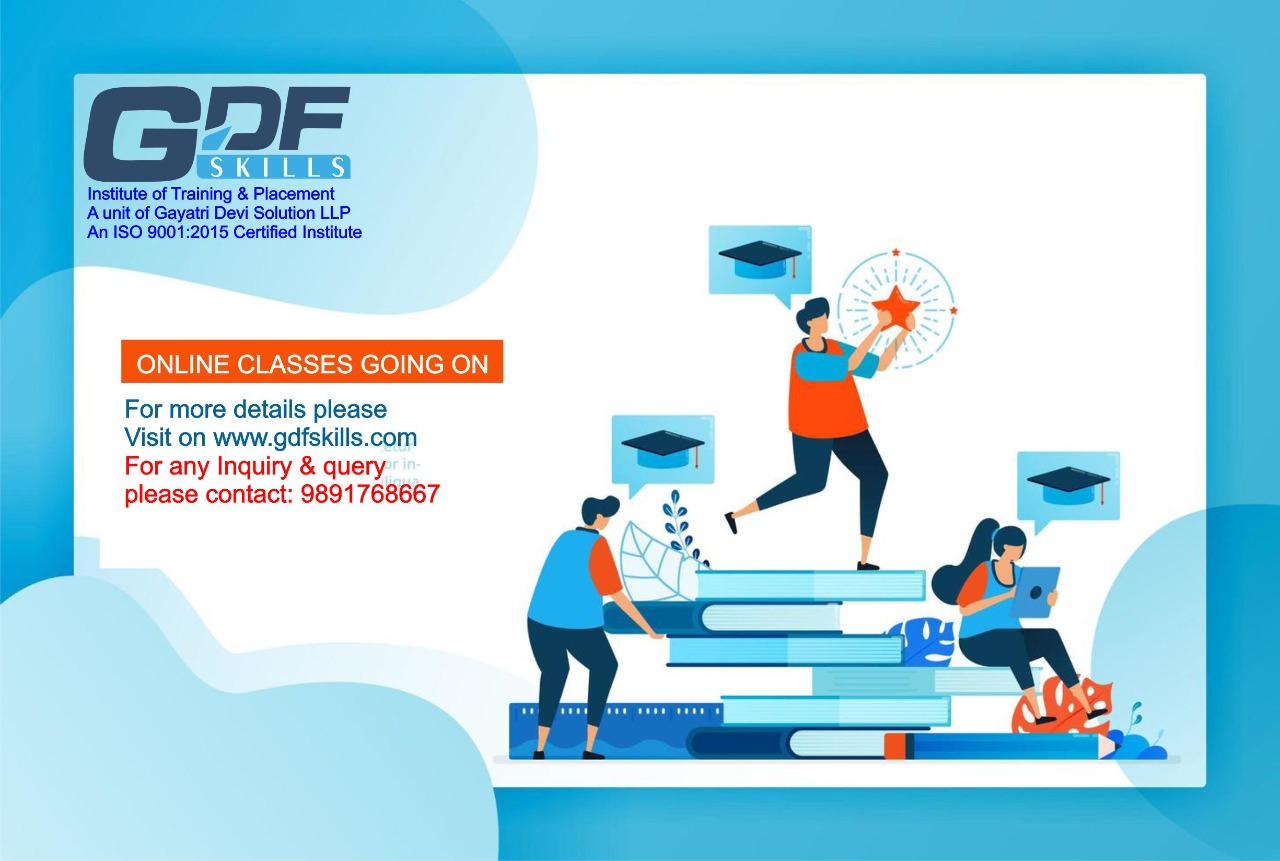 GDF
SKILLS
Institute of Training & Placement
A unit of Gayatri Devi Solution LLP
An ISO 9001:2015 Certified Institute
ONLINE CLASSES GOING ON
For more details please
Visit on www.gdfskills.com
For any Inquiry & query
or in-
please contact: 9891768667